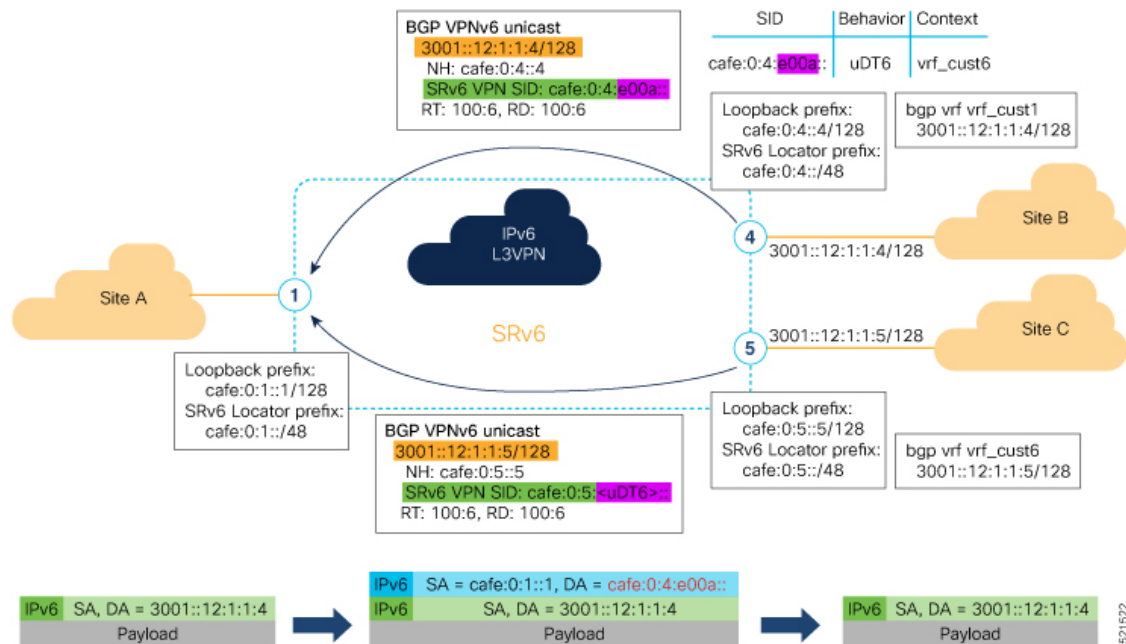 BGP VPNv6 unicast
3001::12:1:1:4/128
NH: cafe:0:4::4
SRv6 VPN SID: cafe:0:4:e00a::
RT: 100:6, RD: 100:6
SID Behavior Context
cafe:0:4:e00a:: uDT6 vrf_cust6
Loopback prefix:
cafe:0:4::4/128
SRv6 Locator prefix:
cafe:0:4::/48
bgp vrf vrf_cust1
3001::12:1:1:4/128
IPv6
L3VPN
Site A
1
SRv6
4
3001::12:1:1:4/128
Site B
5
3001::12:1:1:5/128
Site C
Loopback prefix:
cafe:0:1::1/128
SRv6 Locator prefix:
cafe:0:1::/48
BGP VPNv6 unicast
3001::12:1:1:5/128
NH: cafe:0:5::5
SRv6 VPN SID: cafe:0:5:<uDT6>::
RT: 100:6, RD: 100:6
Loopback prefix:
cafe:0:5::5/128
SRv6 Locator prefix:
cafe:0:5::/48
bgp vrf vrf_cust6
3001::12:1:1:5/128
IPv6 SA, DA = 3001::12:1:1:4
Payload
IPv6 SA = cafe:0:1::1, DA = cafe:0:4:e00a::
IPv6 SA, DA = 3001::12:1:1:4
Payload
IPv6 SA, DA = 3001::12:1:1:4
Payload
521522